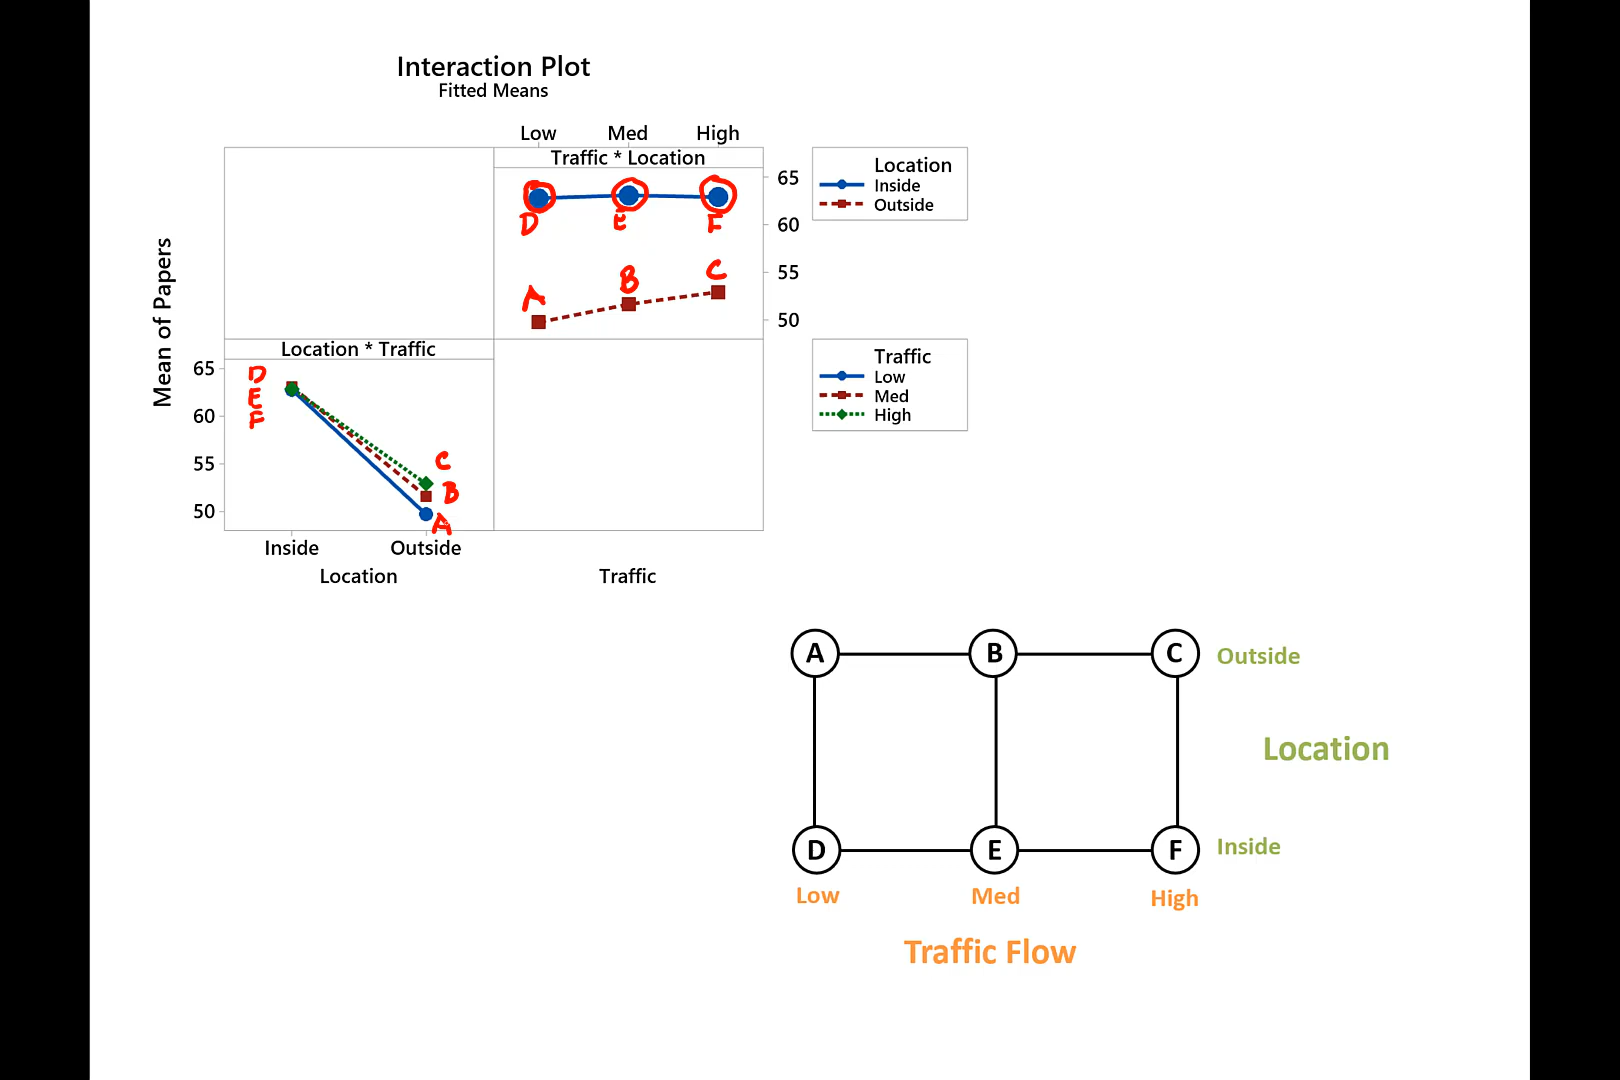 Interaction Plot
Fitted Means
Low Med High
Traffic * Location
65
60
55
50
D E F
A B C
Location
Inside
Outside
Mean of Papers
Location * Traffic
65
60
55
50
D
E
F
C
B
A
Traffic
Low
Med
High
Inside Outside
Location Traffic
A B C Outside
Location
D E F Inside
Low Med High
Traffic Flow